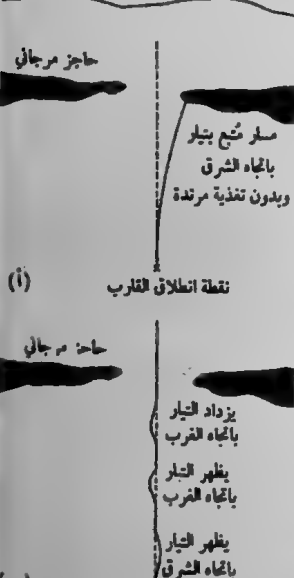 حاجز مرجاني
مسار مُتبع بتيار
باتجاه الشرق
وبدون تغذية مرتدة
(أ)
نقطة انطلاق القارب
حاجز مرجاني
يزداد التيار
باتجاه الغرب
يظهر التيار
باتجاه الغرب
يظهر التيار
باتجاه الشرق